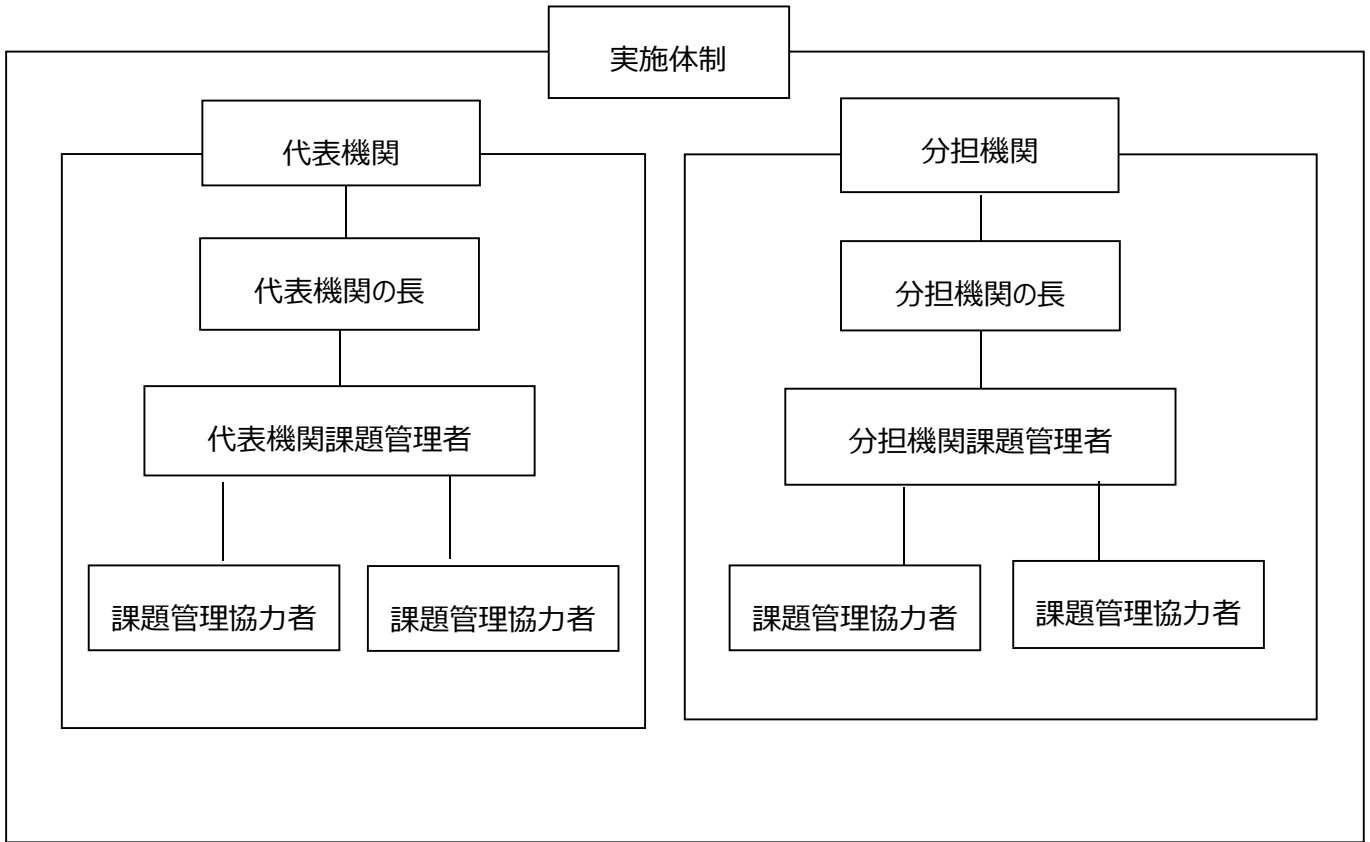 実施体制
代表機関
代表機関の長
代表機関課題管理者
課題管理協力者
課題管理協力者
分担機関
分担機関の長
分担機関課題管理者
課題管理協力者
課題管理協力者